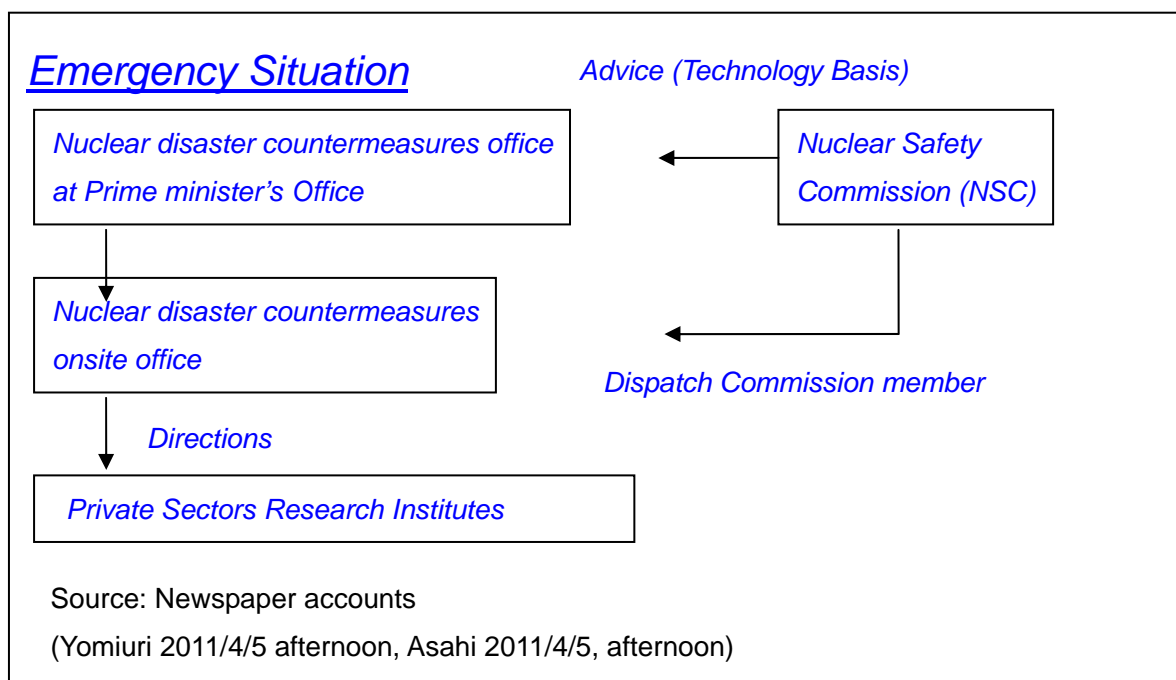 Emergency Situation
Advice (Technology Basis)
Nuclear disaster countermeasures office
at Prime minister's Office
Nuclear Safety
Commission (NSC)
Nuclear disaster countermeasures
onsite office
Dispatch Commission member
Directions
Private Sectors Research Institutes
Source: Newspaper accounts
(Yomiuri 2011/4/5 afternoon, Asahi 2011/4/5, afternoon)